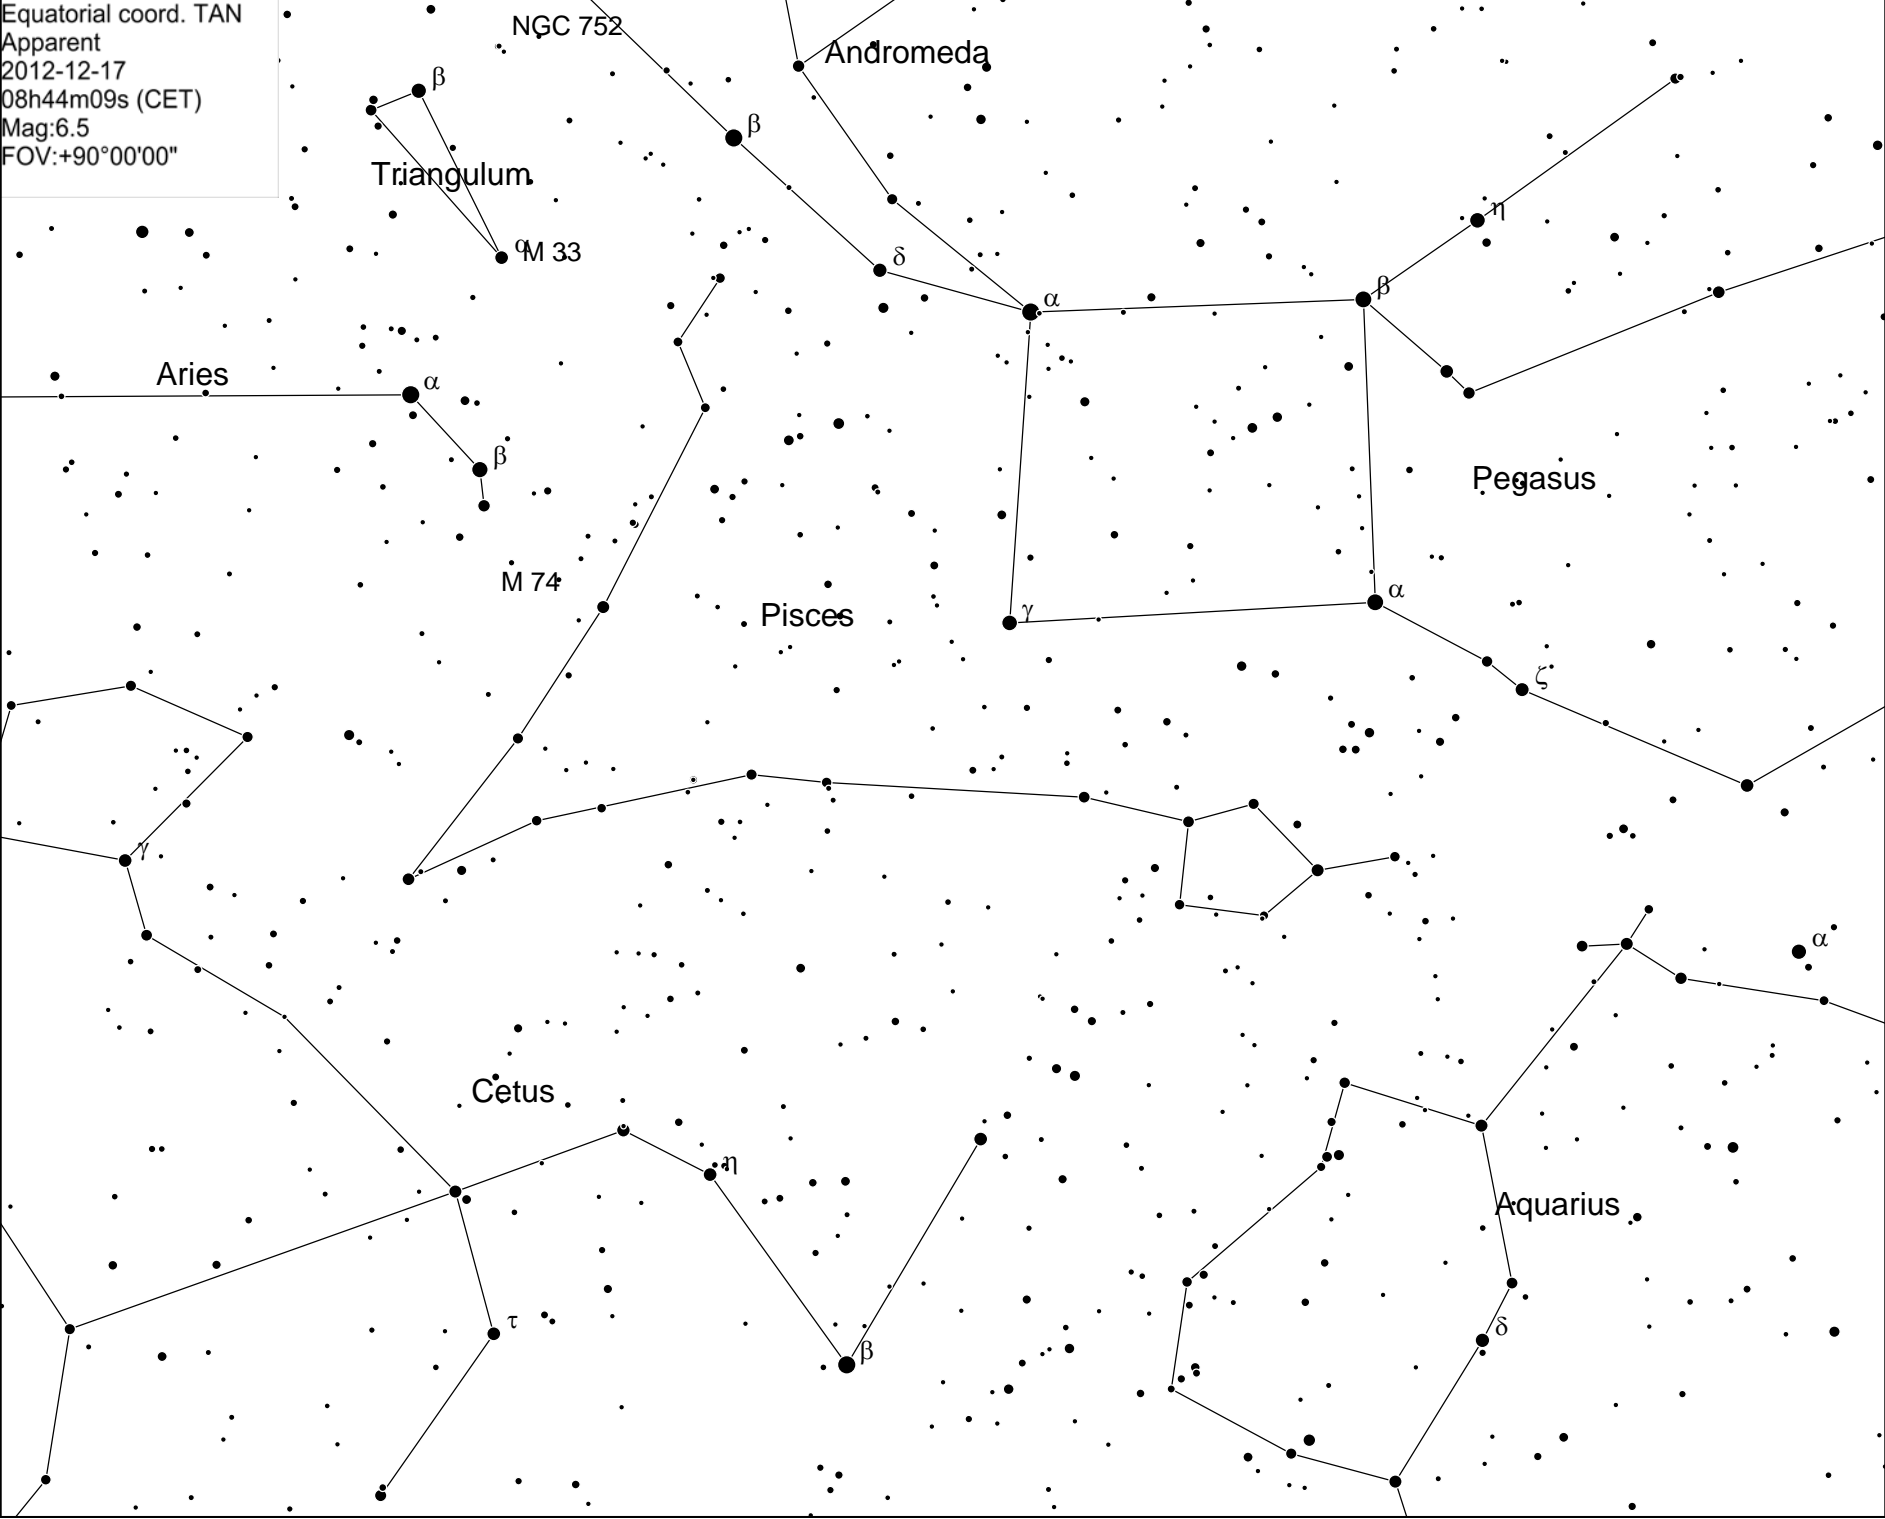 Equatorial coord. TAN
Apparent
2012-12-17
08h44m09s (CET)
Mag:6.5
FOV:+90°00'00"
NGC 752
Andromeda
β
β
Triangulum
η
α
M 33
δ
α
β
Aries
α
β
Pegasus
M 74
α
Pisces
γ
ζ
γ
α
Cetus
η
Aquarius
τ
δ
β